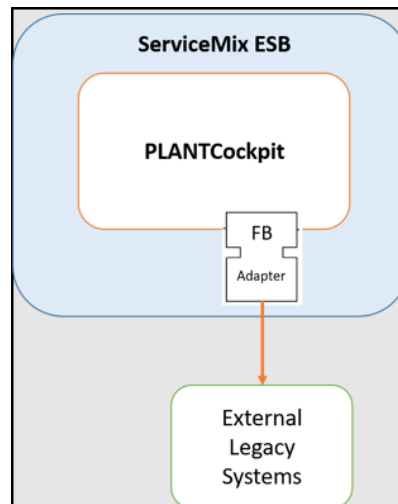 ServiceMix ESB
PLANTCockpit
FB
Adapter
External
Legacy
Systems